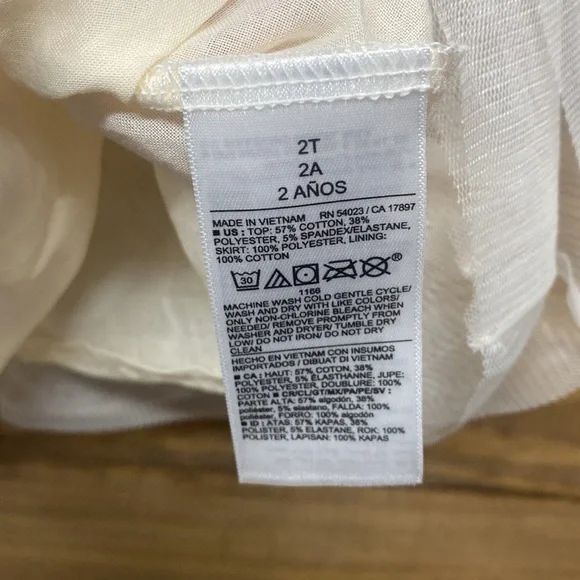 2T
2A
2 AÑOS
MADE IN VIETNAM RN 54023 / CA 17897
■ US : TOP: 57% COTTON, 38%
POLYESTER, 5% SPANDEX/ELASTANE,
SKIRT: 100% POLYESTER, LINING:
100% COTTON
30 ®
1166
MACHINE WASH COLD GENTLE CYCLE/
WASH AND DRY WITH LIKE COLORS/
ONLY NON-CHLORINE BLEACH WHEN
NEEDED/ REMOVE PROMPTLY FROM
WASHER AND DRYER/ TUMBLE DRY
LOW/ DO NOT IRON/ DO NOT DRY
CLEAN
HECHO EN VIETNAM CON INSUMOS
IMPORTADOS / DIBUAT DI VIETNAM
■ CA : HAUT: 57% COTON, 38%
POLYESTER, 5% ÉLASTHANNE, JUPE:
100% POLYESTER, DOUBLURE: 100%
COTON ■ CR/CL/GT/MX/PA/PE/SV :
PARTE ALTA: 57% algodón, 38%
poliéster, 5% elastano, FALDA: 100%
poliéster, FORRO: 100% algodón
■ ID : ATAS: 57% KAPAS, 38%
POLISTER, 5% ELASTANE, ROK: 100%
POLISTER, LAPISAN: 100% KAPAS